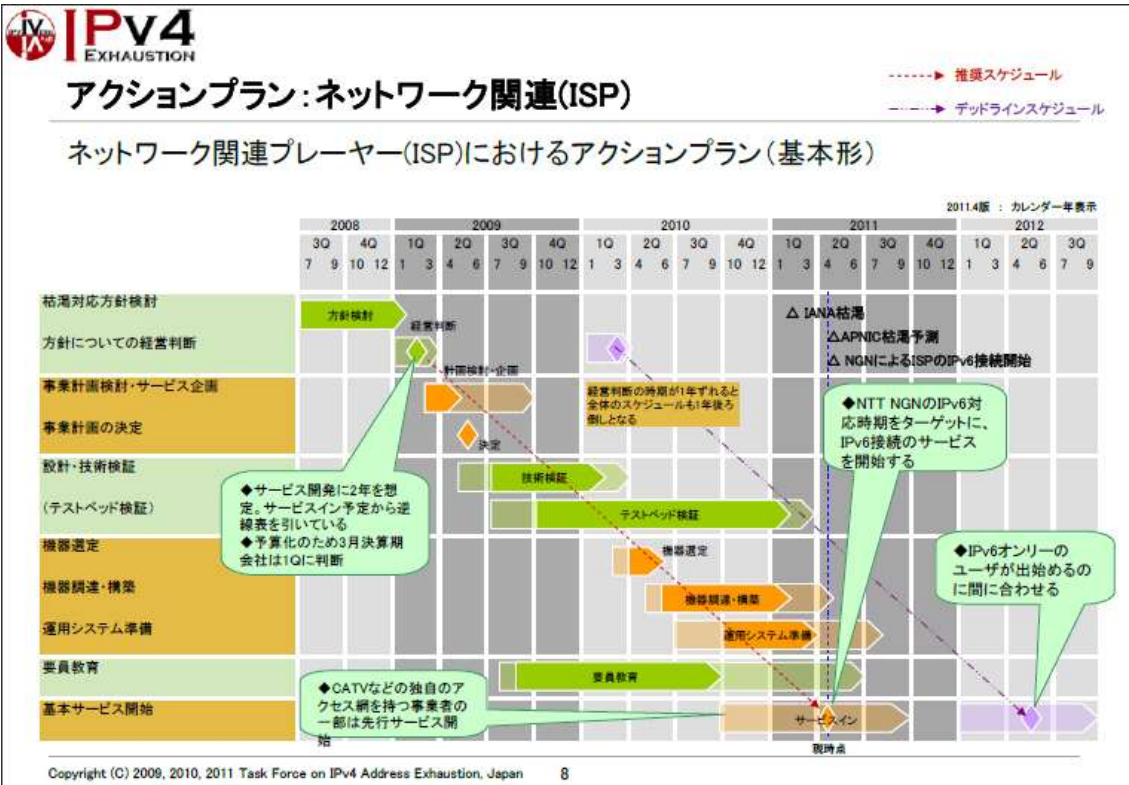 IPv4
EXHAUSTION
アクションプラン：ネットワーク関連(ISP)
推奨スケジュール
デッドラインスケジュール
ネットワーク関連プレーヤー(ISP)におけるアクションプラン（基本形）
2011.4版 ： カレンダー年表示
2008 2009 2010 2011 2012
3Q 4Q 1Q 2Q 3Q 4Q 1Q 2Q 3Q 4Q 1Q 2Q 3Q 4Q 1Q 2Q 3Q
7 9 10 12 1 3 4 6 7 9 10 12 1 3 4 6 7 9 10 12 1 3 4 6 7 9 10 12 1 3 4 6 7 9
枯渇対応方針検討
方針検討
経営判断
△ IANA枯渇
方針についての経営判断
△APNIC枯渇予測
△ NGNによるISPのIPv6接続開始
計画検討・企画
事業計画検討・サービス企画
経営判断の時期が1年ずれると
全体のスケジュールも1年後ろ
倒しとなる
事業計画の決定
決定
◆NTT NGNのIPv6対
応時期をターゲットに、
IPv6接続のサービス
を開始する
設計・技術検証
技術検証
(テストベッド検証)
テストベッド検証
◆サービス開発に2年を想
定。サービスイン予定から逆
線表を引いている
◆予算化のため3月決算期
会社は1Qに判断
機器選定
機器選定
◆IPv6オンリーの
ユーザが出始めるの
に間に合わせる
機器調達・構築
機器調達・構築
運用システム準備
運用システム準備
要員教育
要員教育
◆CATVなどの独自のア
クセス網を持つ事業者の
一部は先行サービス開
始
基本サービス開始
サービスイン
現時点
Copyright (C) 2009, 2010, 2011 Task Force on IPv4 Address Exhaustion, Japan 8